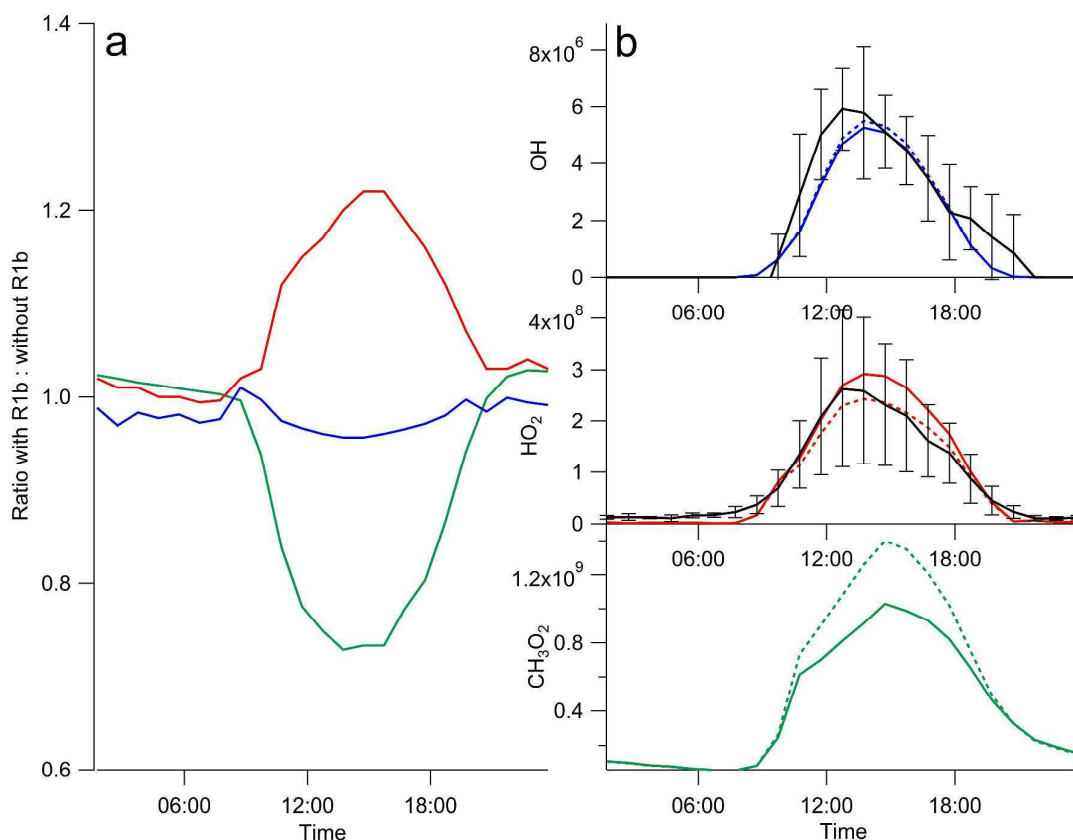 a
1.4
1.2
1.0
0.8
0.6
Ratio with R1b : without R1b
06:00 12:00 18:00
Time
b
8x10⁶
6
4
2
0
OH
06:00 12:00 18:00
4x10⁸
3
2
1
0
HO₂
06:00 12:00 18:00
1.2x10⁹
0.8
0.4
CH₃O₂
06:00 12:00 18:00
Time